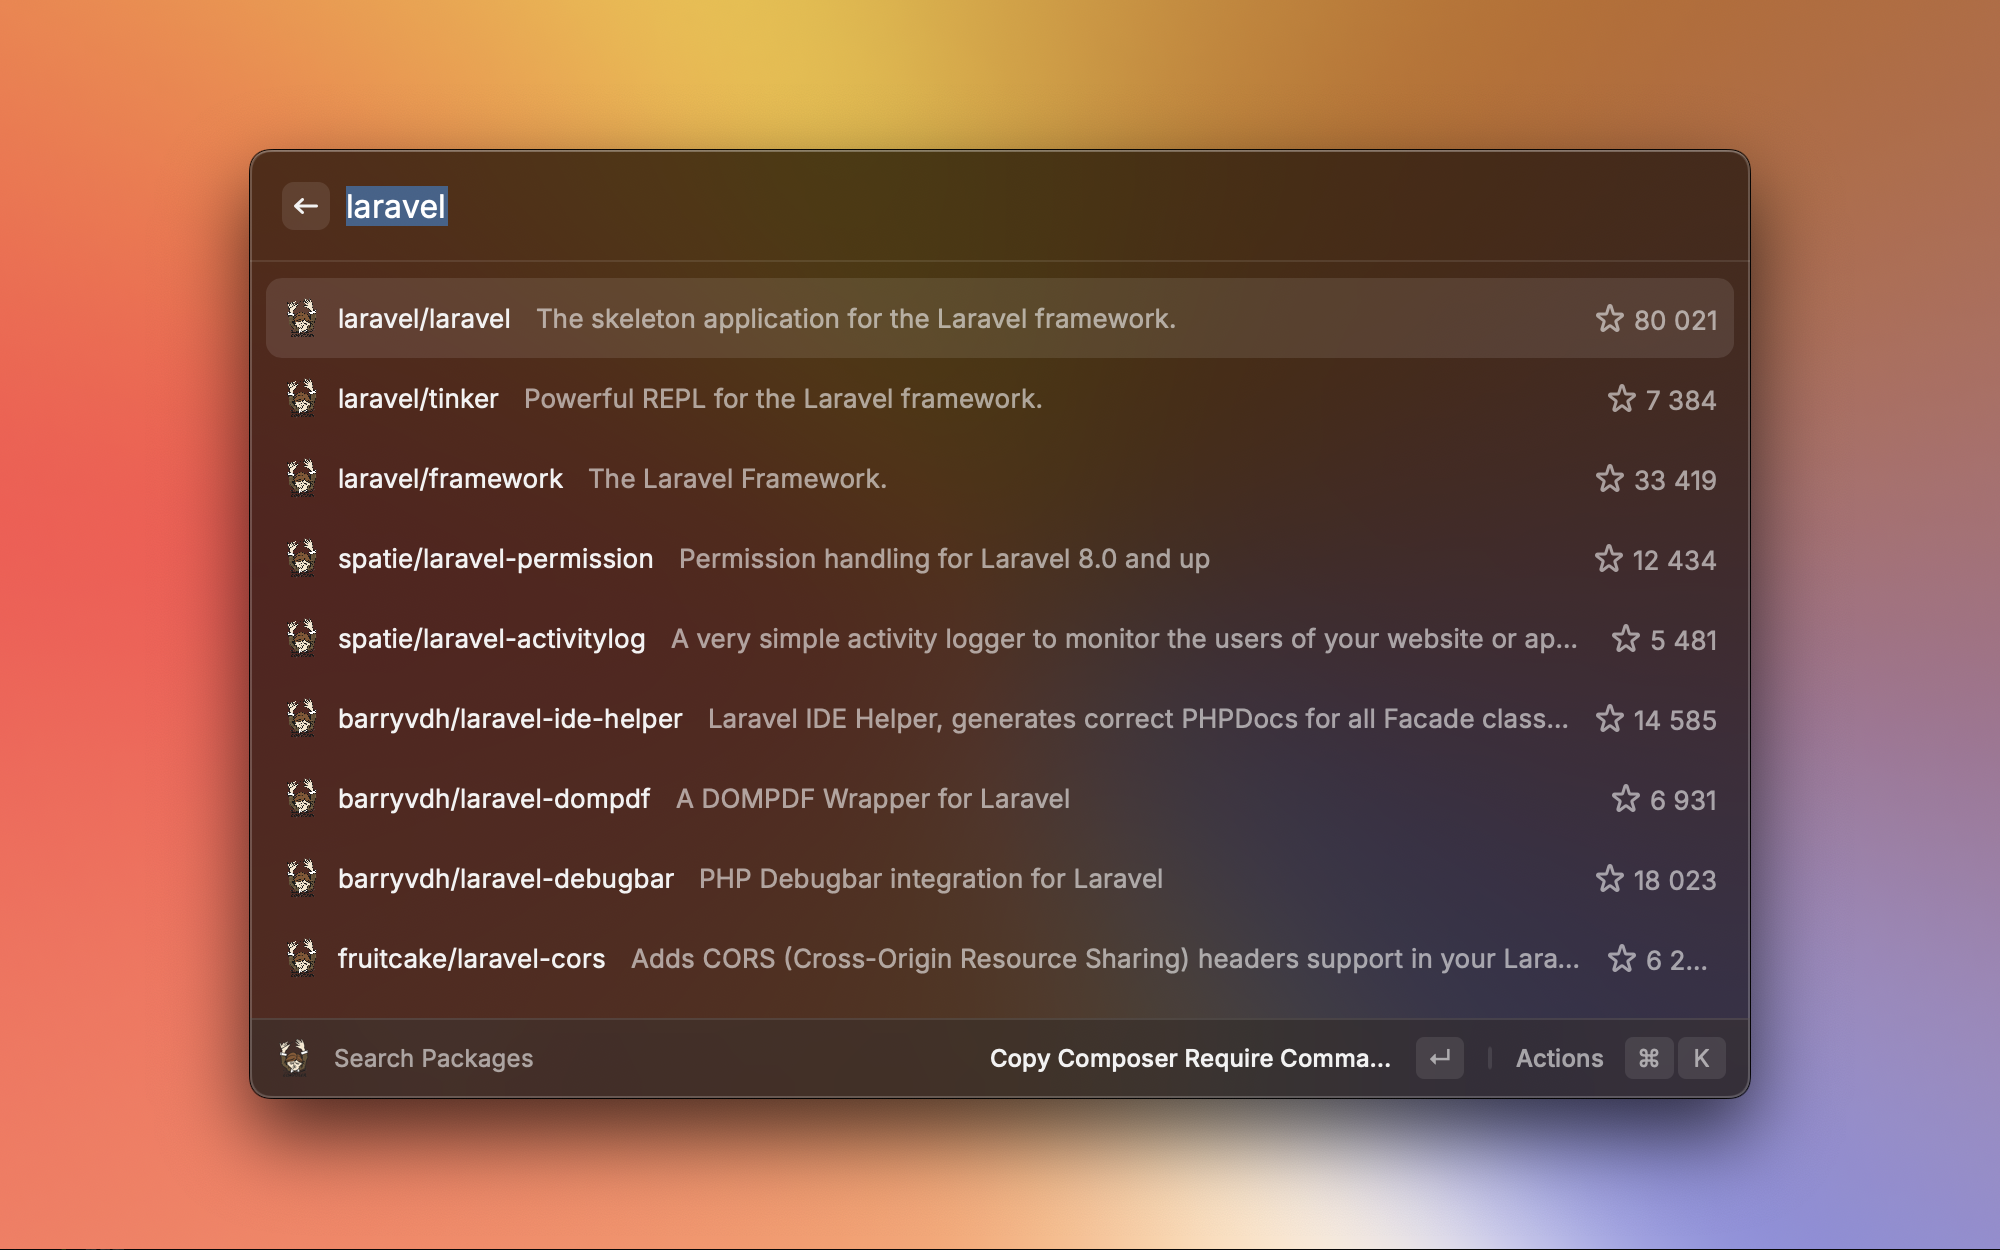 laravel
laravel/laravel The skeleton application for the Laravel framework. 80 021
laravel/tinker Powerful REPL for the Laravel framework. 7 384
laravel/framework The Laravel Framework. 33 419
spatie/laravel-permission Permission handling for Laravel 8.0 and up 12 434
spatie/laravel-activitylog A very simple activity logger to monitor the users of your website or ap... 5 481
barryvdh/laravel-ide-helper Laravel IDE Helper, generates correct PHPDocs for all Facade class... 14 585
barryvdh/laravel-dompdf A DOMPDF Wrapper for Laravel 6 931
barryvdh/laravel-debugbar PHP Debugbar integration for Laravel 18 023
fruitcake/laravel-cors Adds CORS (Cross-Origin Resource Sharing) headers support in your Lara... 6 2...
Search Packages Copy Composer Require Comma... Actions ⌘ K